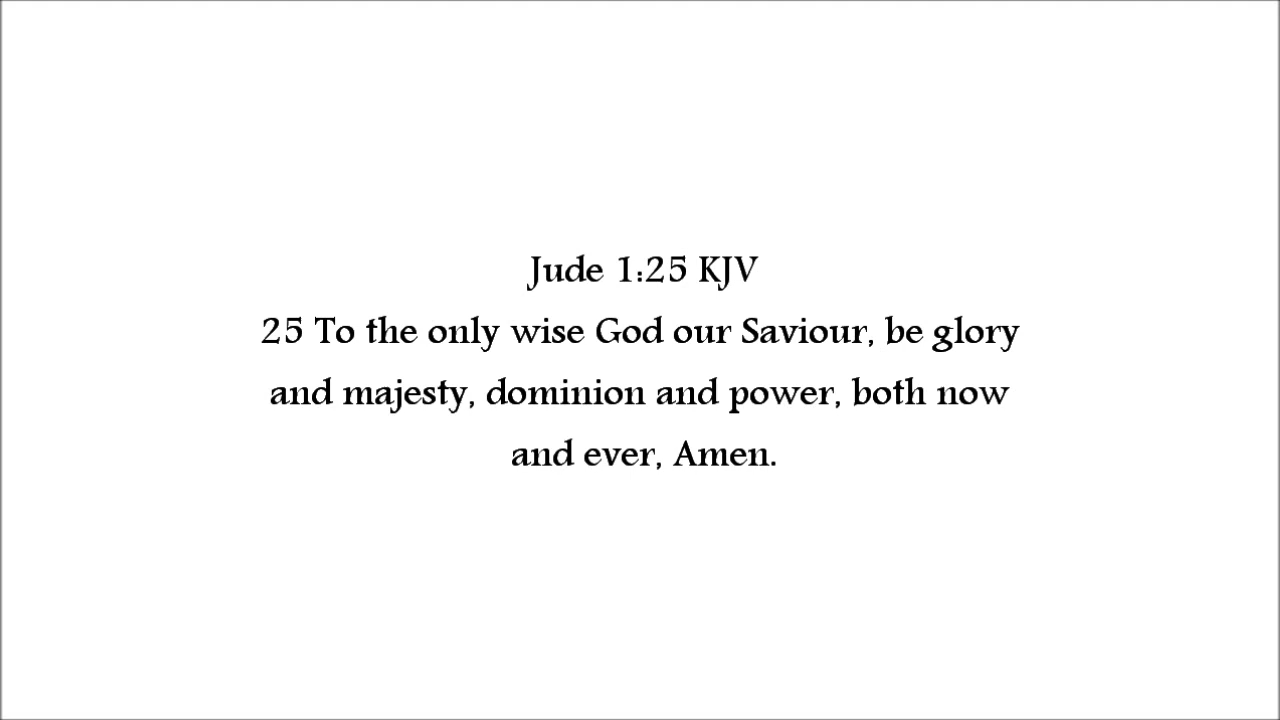 Jude 1:25 KJV
25 To the only wise God our Saviour, be glory
and majesty, dominion and power, both now
and ever, Amen.